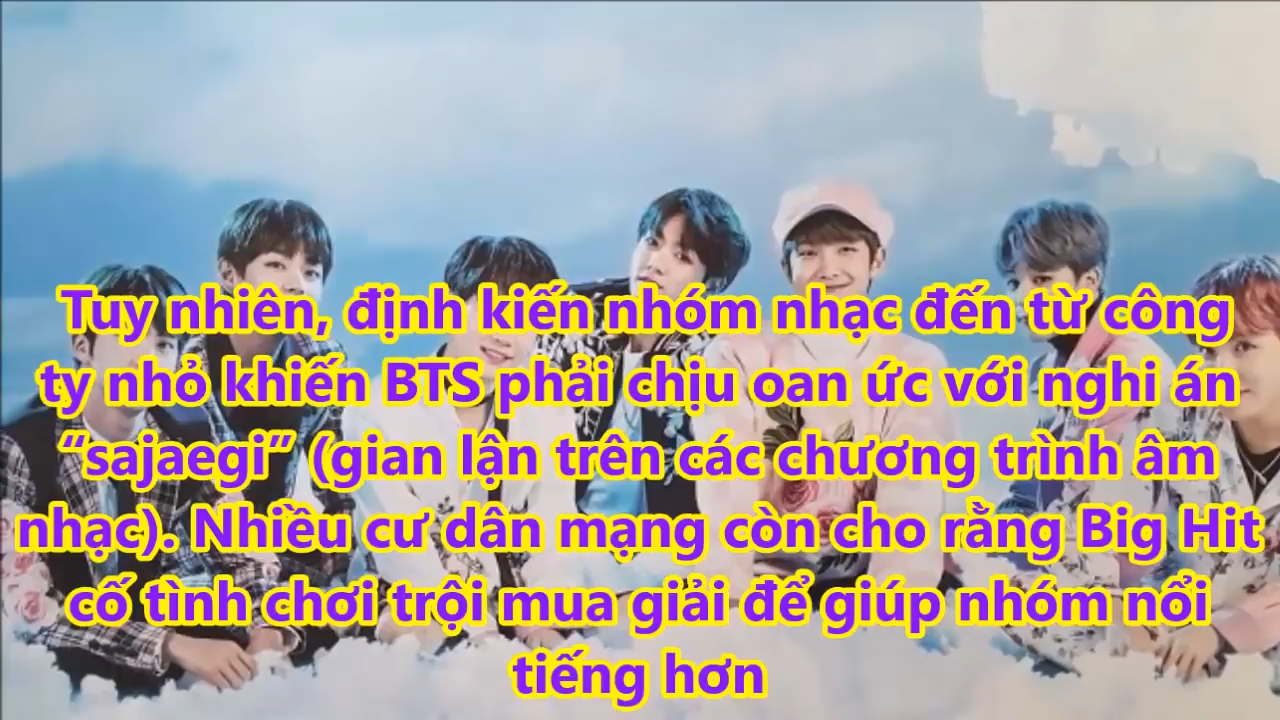 Tuy nhiên, định kiến nhóm nhạc đến từ công
ty nhỏ khiến BTS phải chịu oan ức với nghi án
“sajaegi” (gian lận trên các chương trình âm
nhạc). Nhiều cư dân mạng còn cho rằng Big Hit
cố tình chơi trội mua giải để giúp nhóm nổi
tiếng hơn